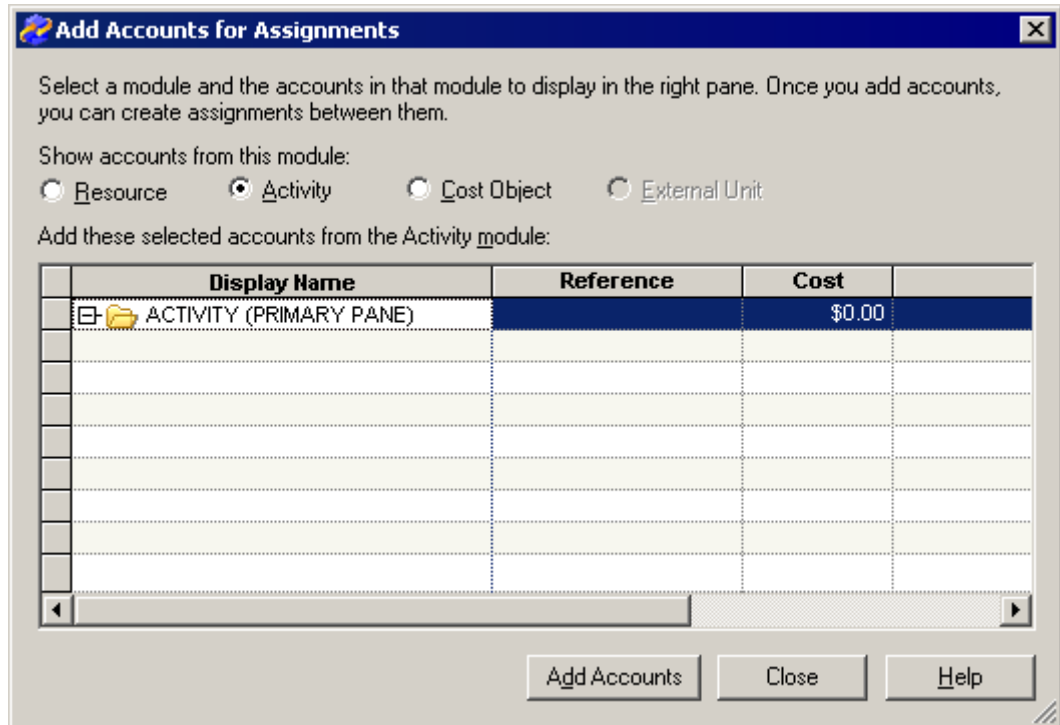 Add Accounts for Assignments
Select a module and the accounts in that module to display in the right pane. Once you add accounts,
you can create assignments between them.
Show accounts from this module:
Resource Activity Cost Object External Unit
Add these selected accounts from the Activity module:
Display Name Reference Cost
ACTIVITY (PRIMARY PANE) $0.00
Add Accounts Close Help